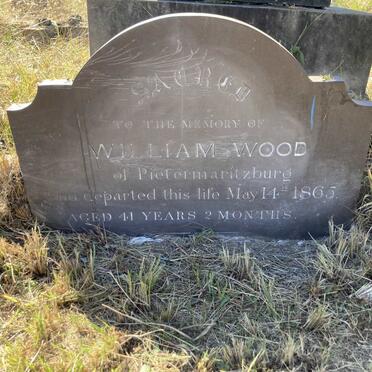 SACRED
TO THE MEMORY OF
WILLIAM WOOD
of Pietermaritzburg
who departed this life May 14th 1865
AGED 41 YEARS 2 MONTHS.